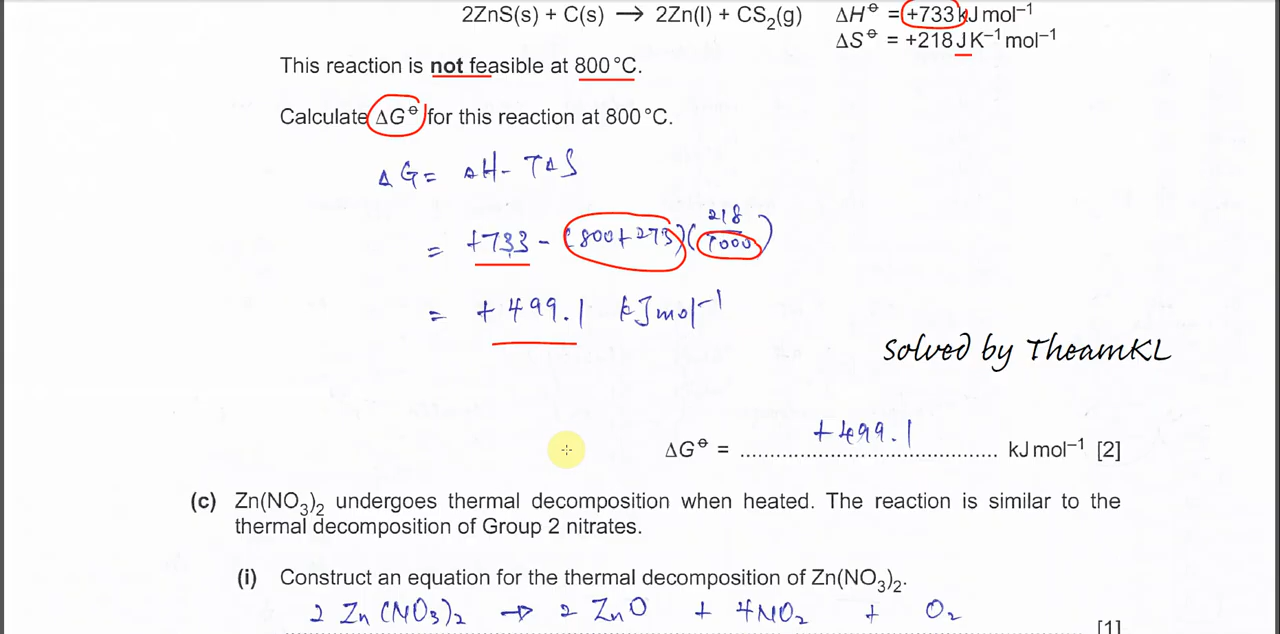 2ZnS(s) + C(s) → 2Zn(l) + CS₂(g) ΔH⦵ = +733 kJ mol⁻¹
ΔS⦵ = +218 J K⁻¹ mol⁻¹
This reaction is not feasible at 800 °C.
Calculate ΔG⦵ for this reaction at 800 °C.
ΔG = ΔH - TΔS
= +733 - (800+273)(218/1000)
= +499.1 kJmol⁻¹
Solved by TheamKL
+499.1
ΔG⦵ = ........................................... kJ mol⁻¹ [2]
(c) Zn(NO₃)₂ undergoes thermal decomposition when heated. The reaction is similar to the
thermal decomposition of Group 2 nitrates.
(i) Construct an equation for the thermal decomposition of Zn(NO₃)₂.
2 Zn(NO₃)₂ → 2 ZnO + 4NO₂ + O₂
[1]